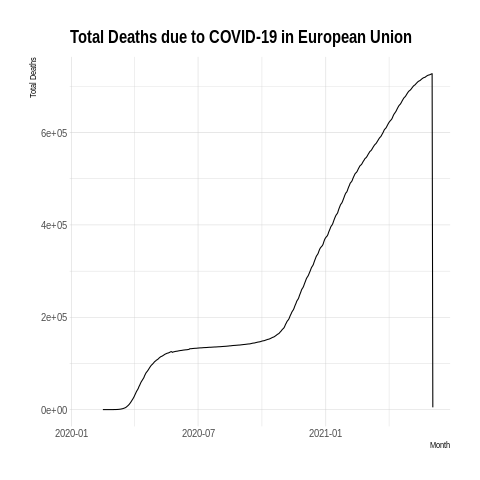 Total Deaths due to COVID-19 in European Union
Total Deaths
6e+05
4e+05
2e+05
0e+00
2020-01 2020-07 2021-01
Month